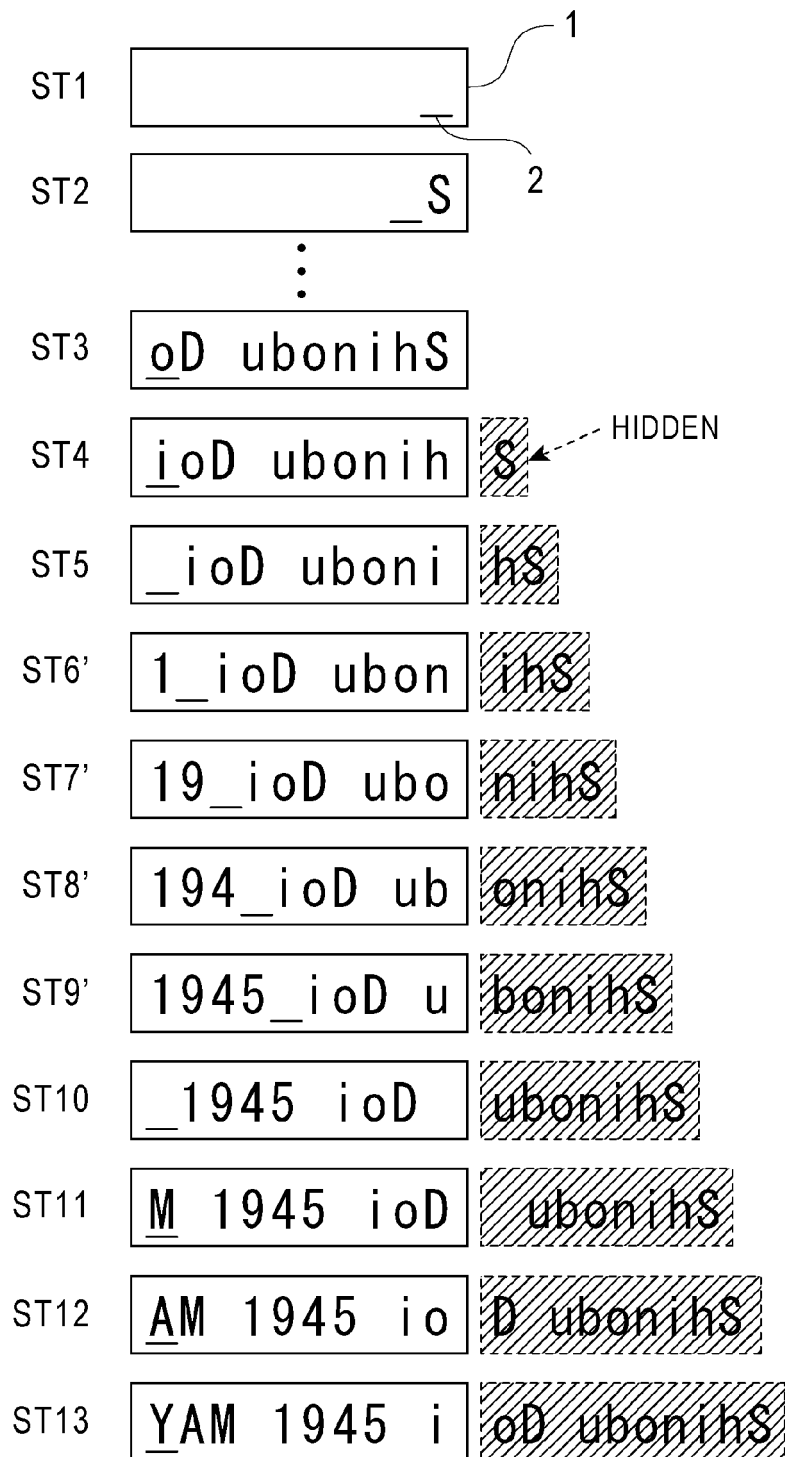 1
ST1 _
2
ST2 _S
ST3 oD ubonihS
ST4 ioD ubonih S HIDDEN
ST5 _ioD uboni hS
ST6’ 1_ioD ubon ihS
ST7’ 19_ioD ubo nihS
ST8’ 194_ioD ub onihS
ST9’ 1945_ioD u bonihS
ST10 _1945 ioD ubonihS
ST11 M 1945 ioD ubonihS
ST12 AM 1945 io D ubonihS
ST13 YAM 1945 i oD ubonihS